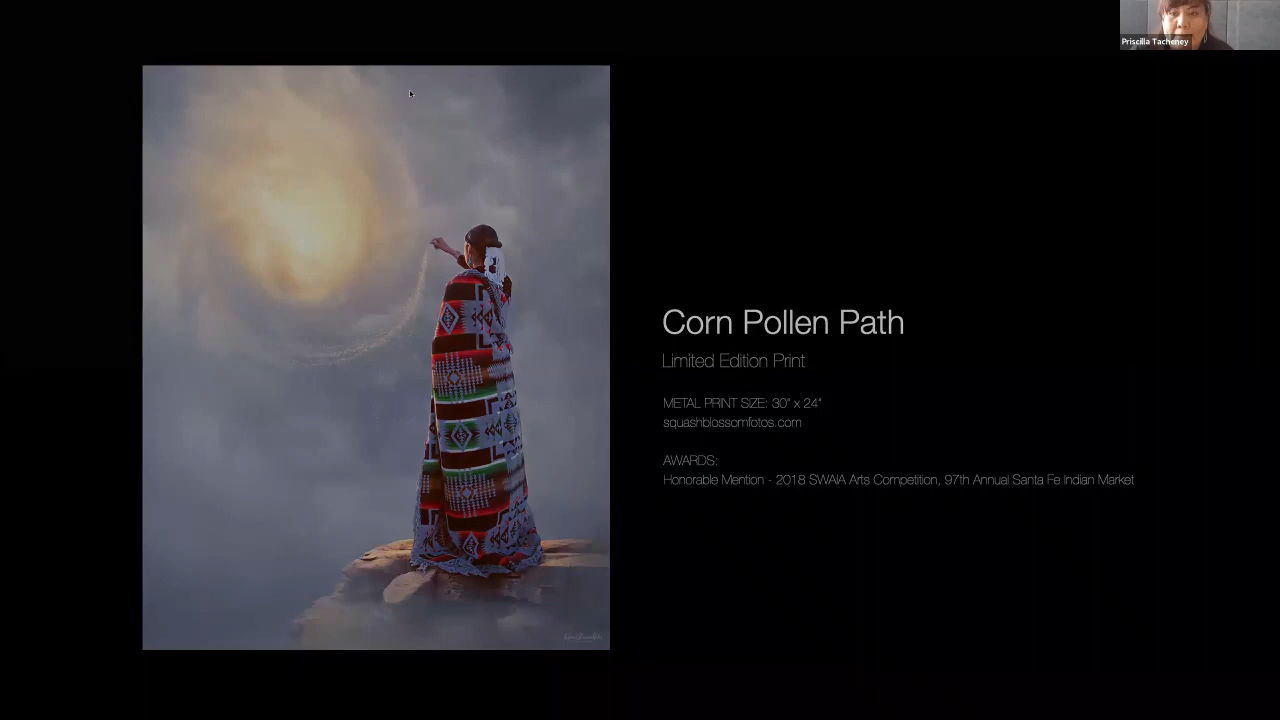 Priscilla Tacheney
Corn Pollen Path
Limited Edition Print
METAL PRINT SIZE: 30" x 24"
squashblossomfotos.com
AWARDS:
Honorable Mention - 2018 SWAIA Arts Competition, 97th Annual Santa Fe Indian Market